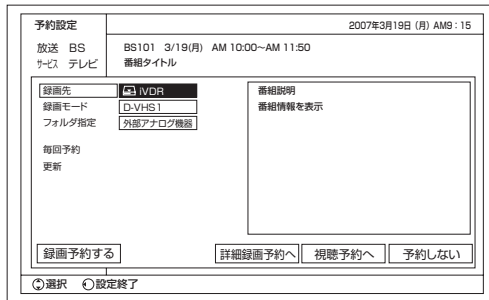 予約設定
2007年3月19日 (月) AM9:15
放送 BS BS101 3/19(月) AM 10:00~AM 11:50
サービス テレビ 番組タイトル
録画先 iVDR
録画モード D-VHS1
フォルダ指定 外部アナログ機器
毎回予約
更新
番組説明
番組情報を表示
録画予約する 詳細録画予約へ 視聴予約へ 予約しない
選択 設定終了